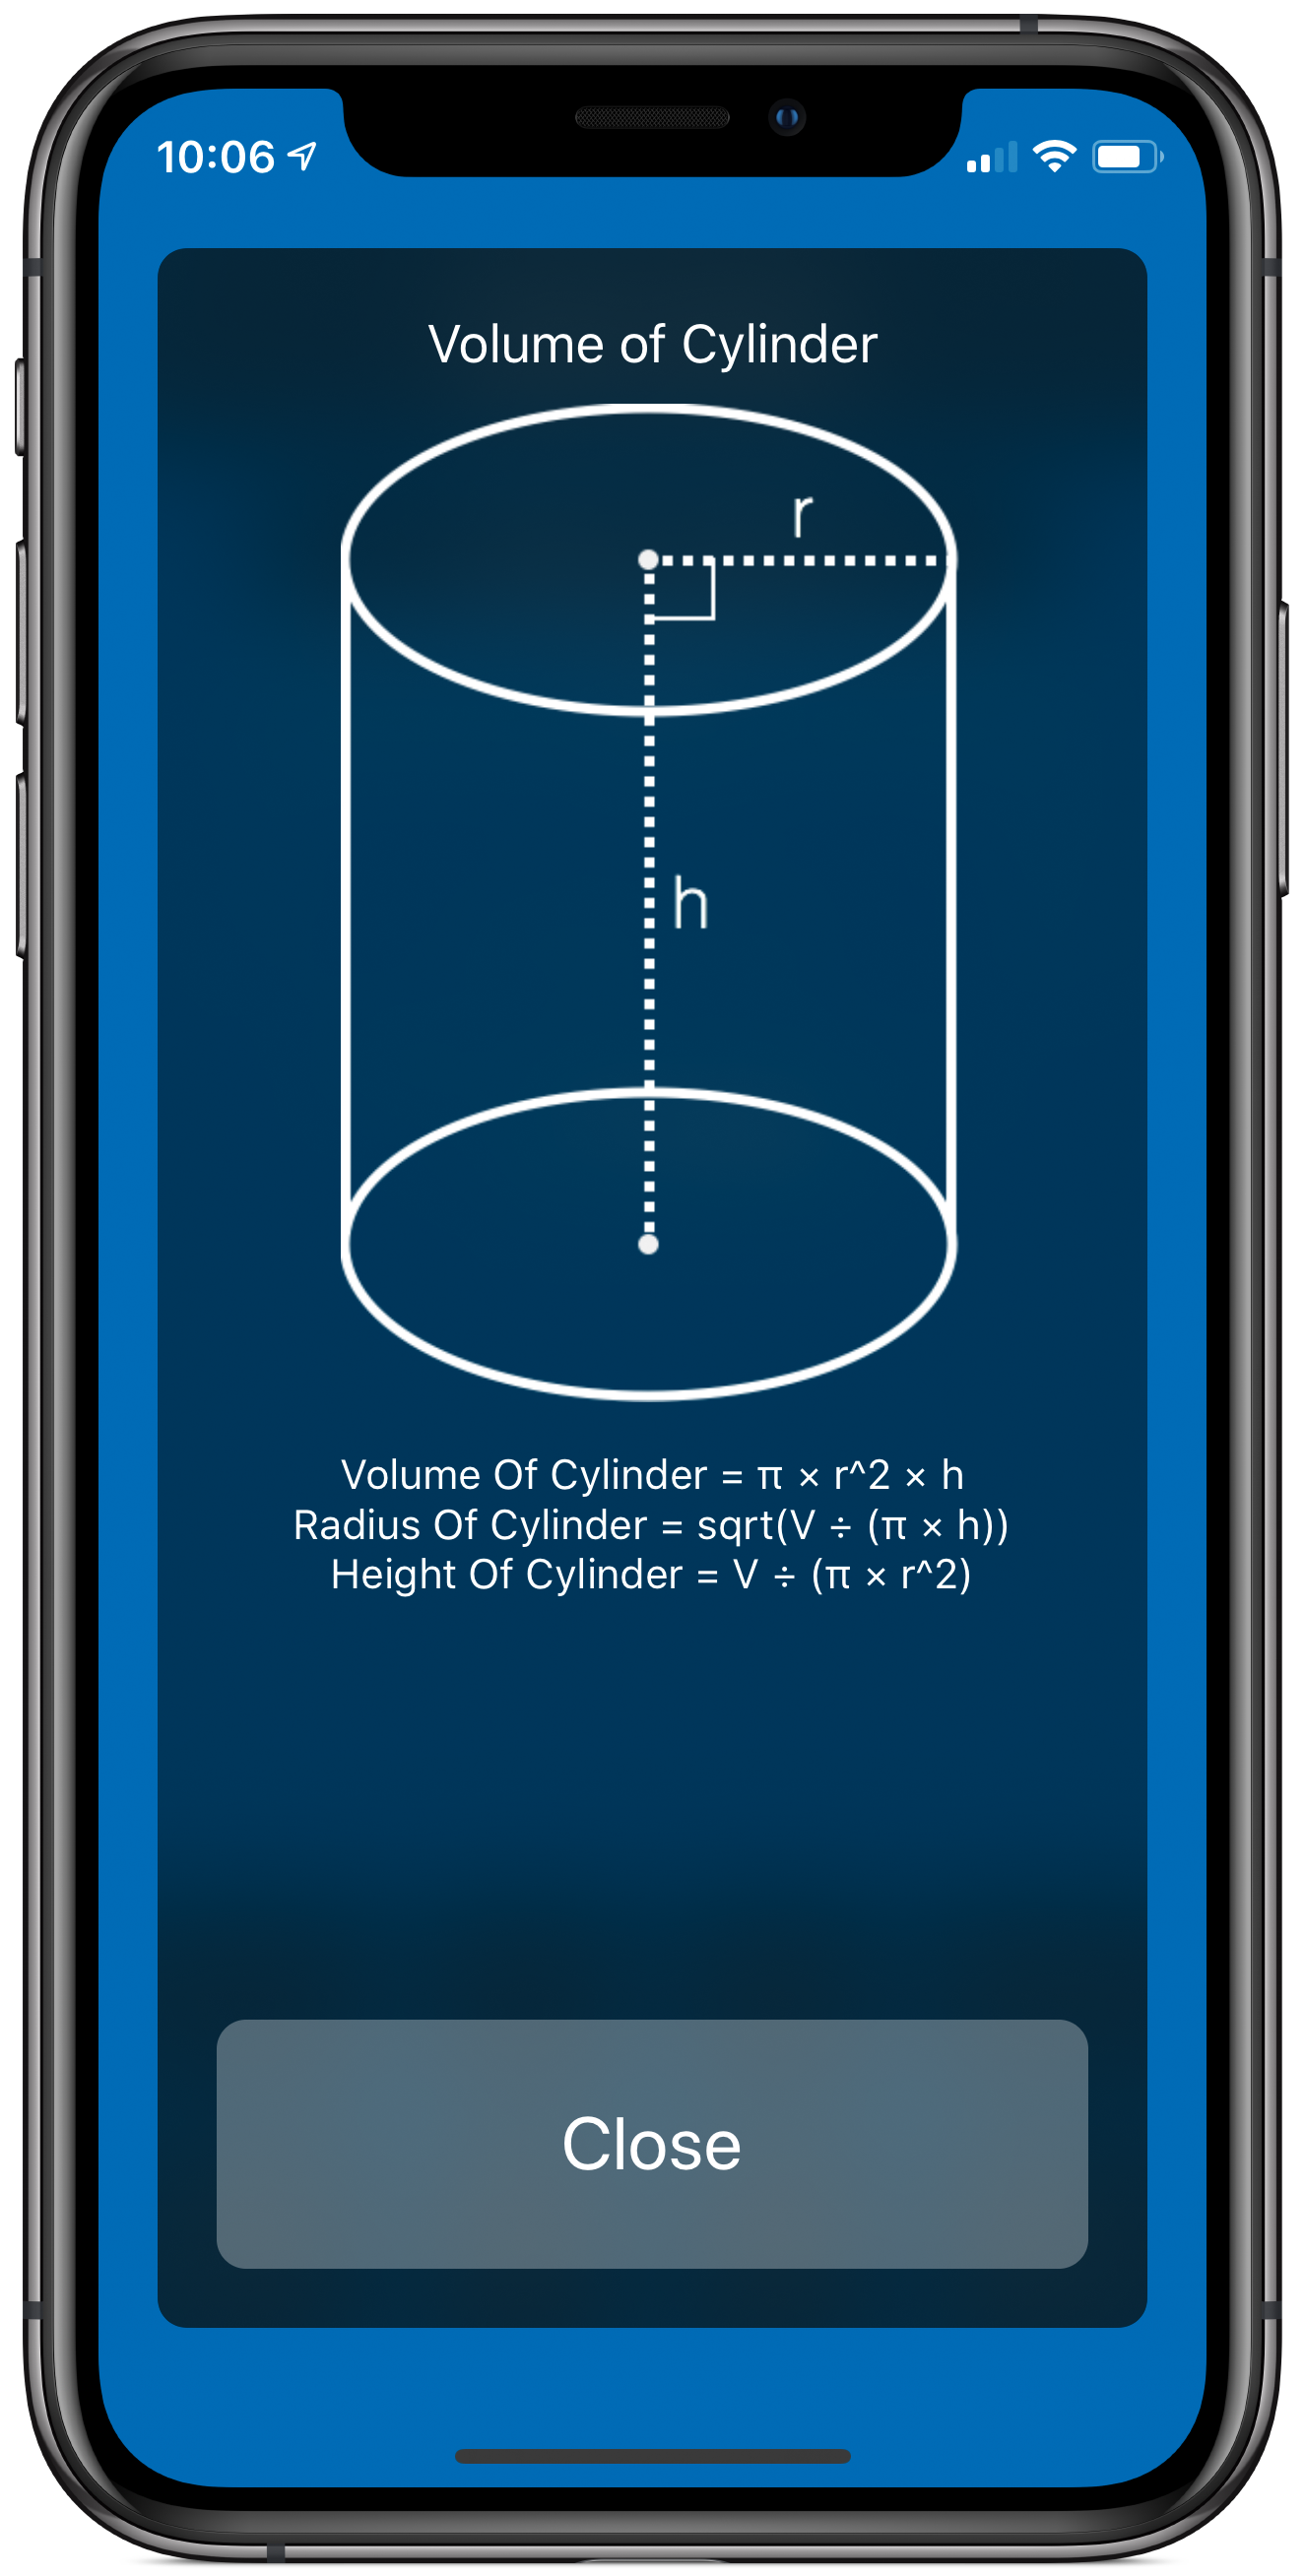 10:06
Volume of Cylinder
r
h
Volume Of Cylinder = π × r^2 × h
Radius Of Cylinder = sqrt(V ÷ (π × h))
Height Of Cylinder = V ÷ (π × r^2)
Close